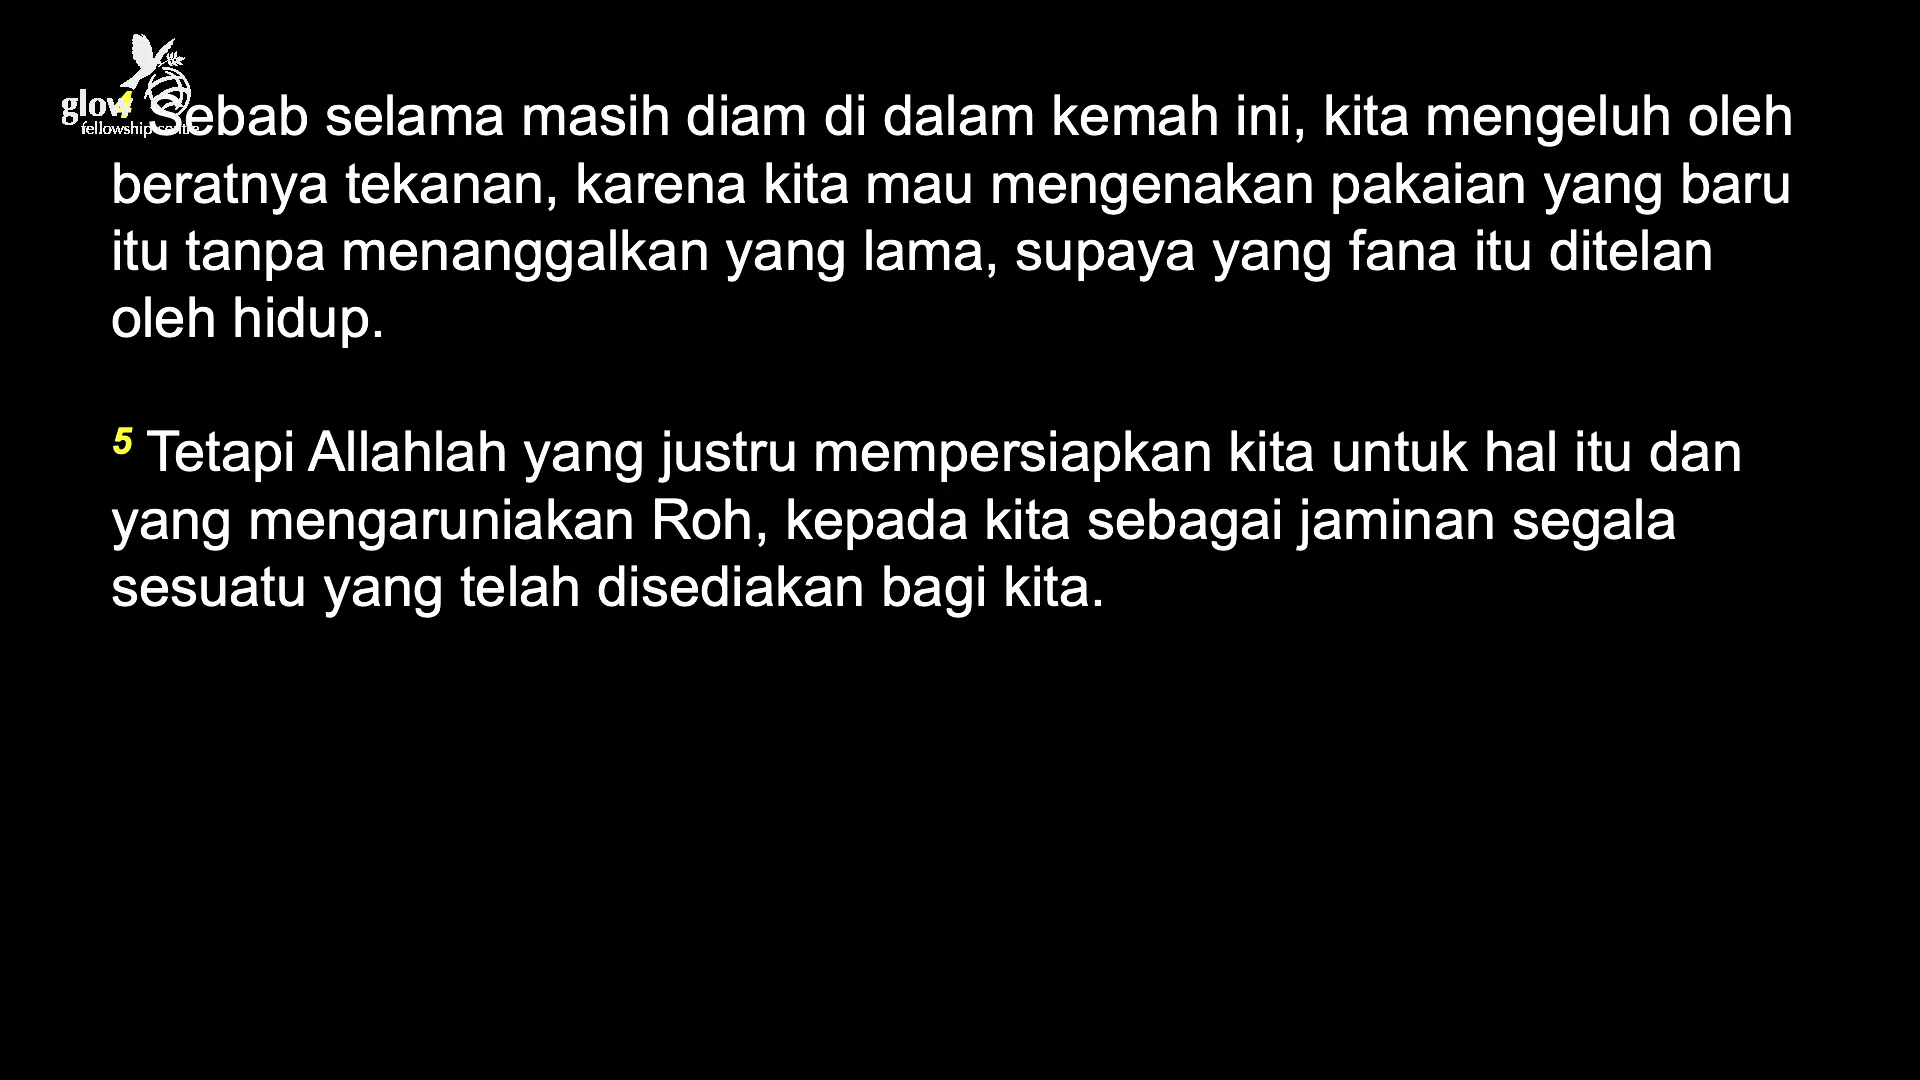 glow
fellowship centre
4 Sebab selama masih diam di dalam kemah ini, kita mengeluh oleh
beratnya tekanan, karena kita mau mengenakan pakaian yang baru
itu tanpa menanggalkan yang lama, supaya yang fana itu ditelan
oleh hidup.
5 Tetapi Allahlah yang justru mempersiapkan kita untuk hal itu dan
yang mengaruniakan Roh, kepada kita sebagai jaminan segala
sesuatu yang telah disediakan bagi kita.